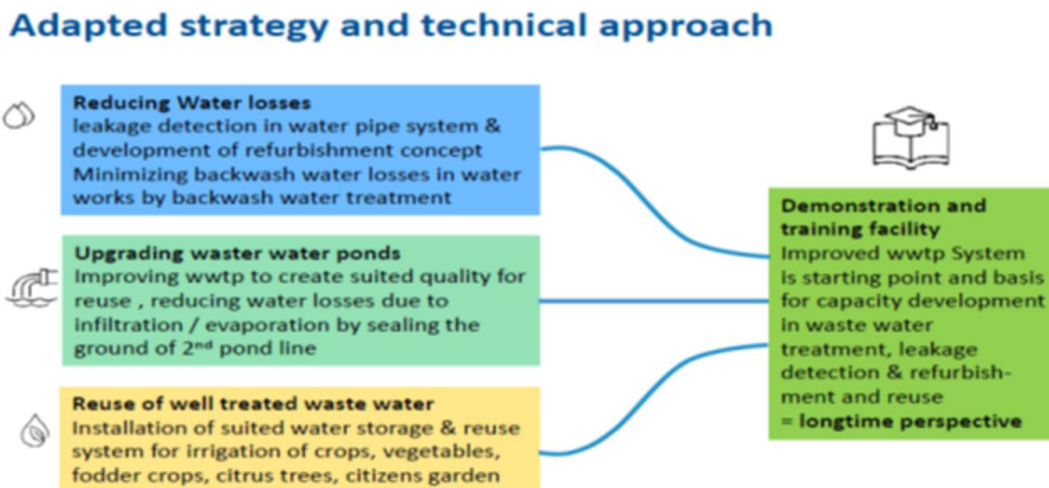 Adapted strategy and technical approach
Reducing Water losses
leakage detection in water pipe system &
development of refurbishment concept
Minimizing backwash water losses in water
works by backwash water treatment
Upgrading waster water ponds
Improving wwtp to create suited quality for
reuse , reducing water losses due to
infiltration / evaporation by sealing the
ground of 2nd pond line
Reuse of well treated waste water
Installation of suited water storage & reuse
system for irrigation of crops, vegetables,
fodder crops, citrus trees, citizens garden
Demonstration and
training facility
Improved wwtp System
is starting point and basis
for capacity development
in waste water
treatment, leakage
detection & refurbish-
ment and reuse
= longtime perspective